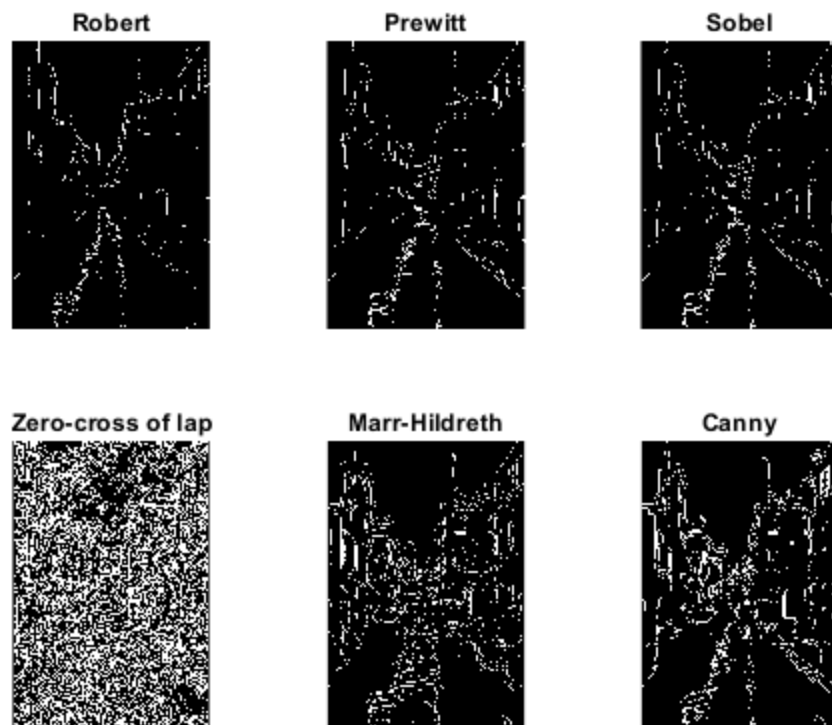 Robert
Prewitt
Sobel
Zero-cross of lap
Marr-Hildreth
Canny